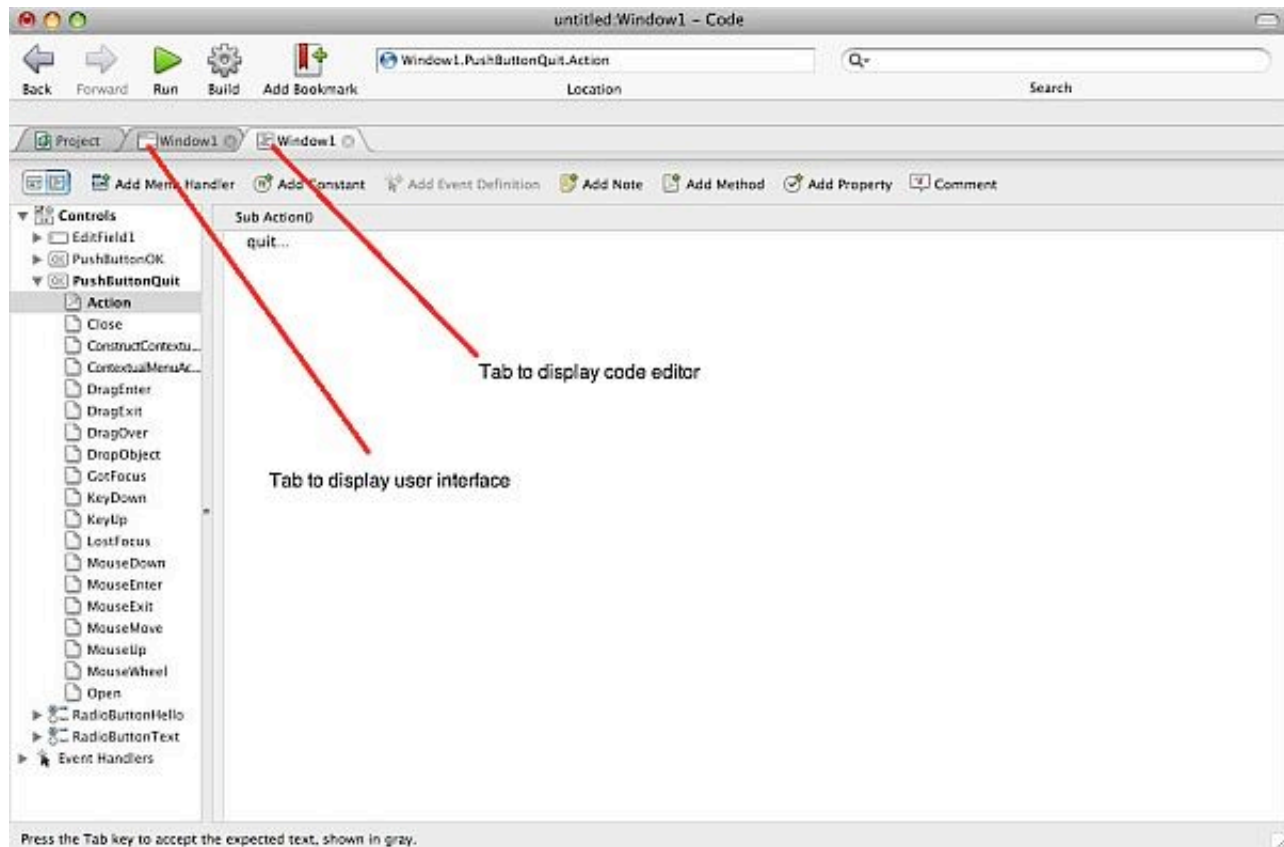 untitled:Window1 – Code
Window1.PushButtonQuit.Action
Back Forward Run Build Add Bookmark Location Search
Project Window1 Window1
Add Menu Handler Add Constant Add Event Definition Add Note Add Method Add Property Comment
Controls
EditField1
PushButtonOK
PushButtonQuit
Action
Close
ConstructContextu...
ContextualMenuAc...
DragEnter
DragExit
DragOver
DropObject
GotFocus
KeyDown
KeyUp
LostFocus
MouseDown
MouseEnter
MouseExit
MouseMove
MouseUp
MouseWheel
Open
RadioButtonHello
RadioButtonText
Event Handlers
Sub Action()
quit...
Tab to display code editor
Tab to display user interface
Press the Tab key to accept the expected text, shown in gray.